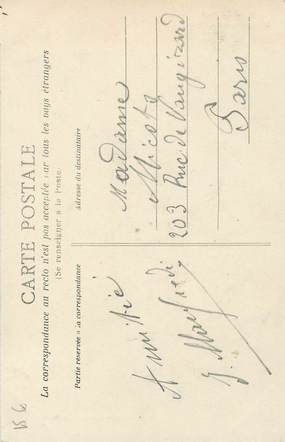 CARTE POSTALE
La correspondance au recto n'est pas acceptée par tous les pays étrangers
(Se renseigner à la Poste)
Partie réservée à la correspondance
Adresse du destinataire
Amitié
Madame
203 Rue de Vaugirard
Paris